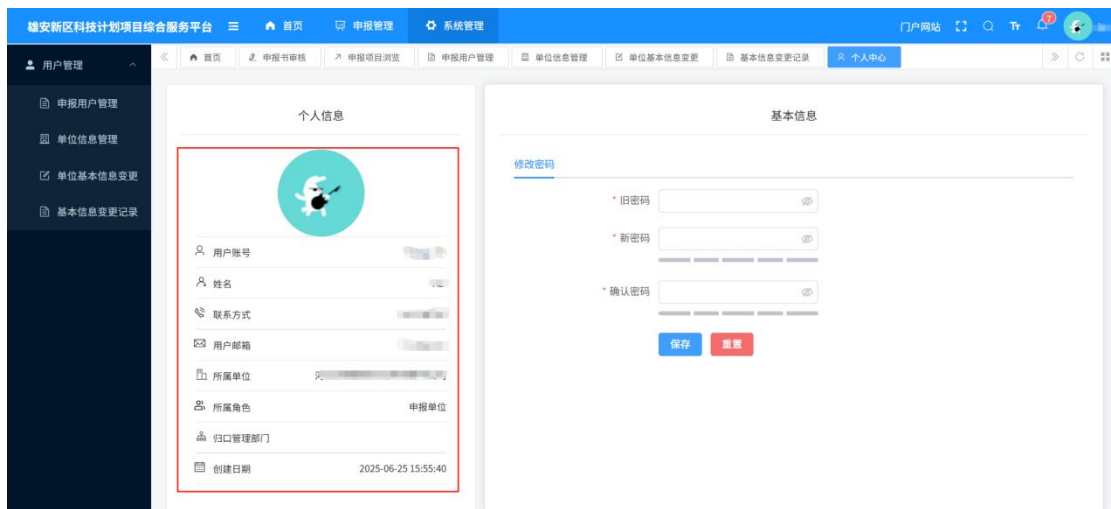 雄安新区科技计划项目综合服务平台 首页 申报管理 系统管理 门户网站 Tr 7
用户管理 首页 申报书审核 申报项目浏览 申报用户管理 单位信息管理 单位基本信息变更 基本信息变更记录 个人中心
申报用户管理
单位信息管理
单位基本信息变更
基本信息变更记录
个人信息
用户账号
姓名
联系方式
用户邮箱
所属单位
所属角色 申报单位
归口管理部门
创建日期 2025-06-25 15:55:40
基本信息
修改密码
* 旧密码
* 新密码
* 确认密码
保存 重置